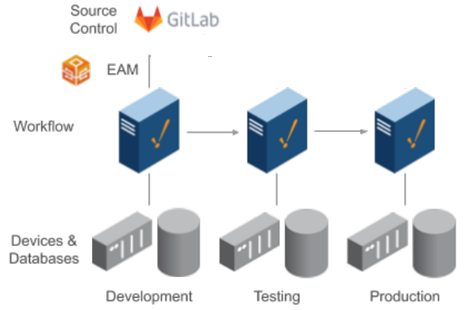 Source
Control
GitLab
EAM
Workflow
Devices &
Databases
Development
Testing
Production